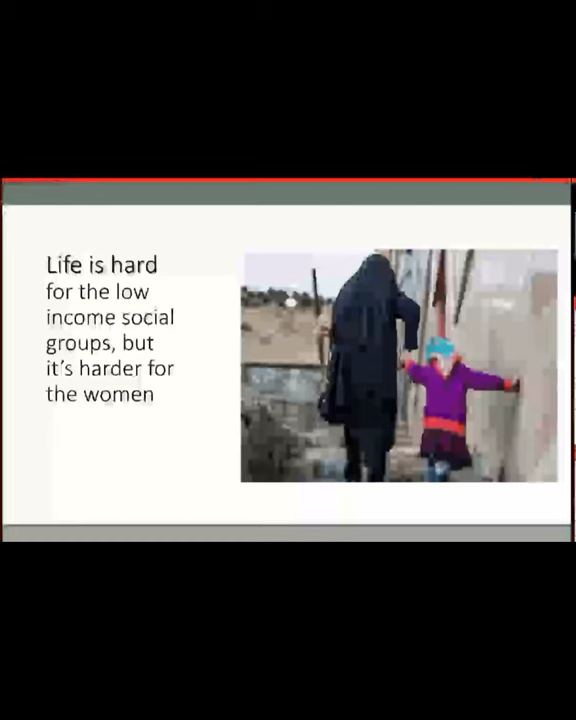 Life is hard
for the low
income social
groups, but
it's harder for
the women